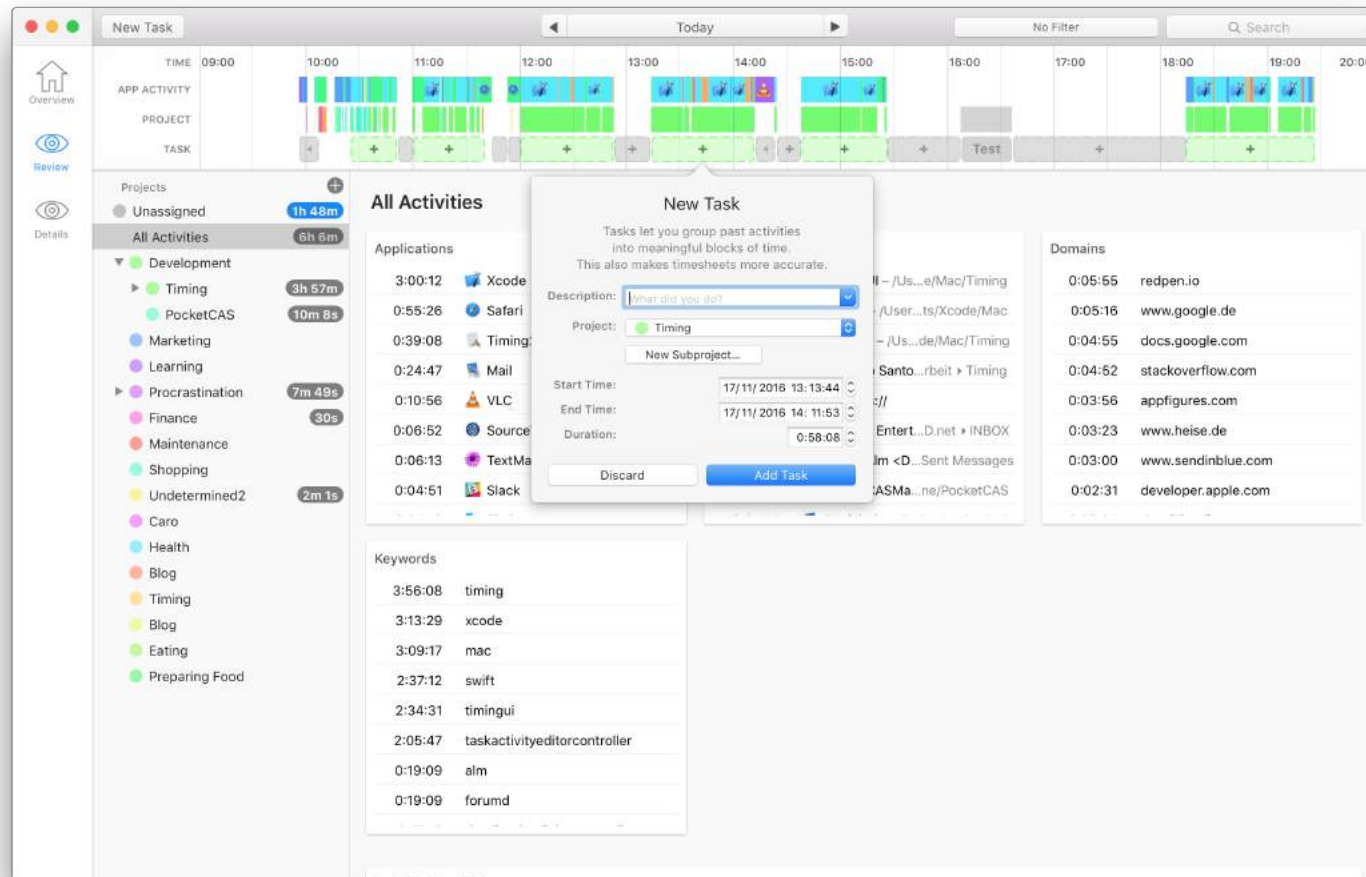 New Task
Today
No Filter
Search
TIME 09:00 10:00 11:00 12:00 13:00 14:00 15:00 16:00 17:00 18:00 19:00 20:00
APP ACTIVITY
PROJECT
TASK
Test
Overview
Review
Details
Projects
Unassigned 1h 48m
All Activities 6h 6m
Development
Timing 3h 57m
PocketCAS 10m 8s
Marketing
Learning
Procrastination 7m 49s
Finance 30s
Maintenance
Shopping
Undetermined2 2m 1s
Caro
Health
Blog
Timing
Blog
Eating
Preparing Food
All Activities
Applications
3:00:12 Xcode
0:55:26 Safari
0:39:08 Timing
0:24:47 Mail
0:10:56 VLC
0:06:52 Source
0:06:13 TextMa
0:04:51 Slack
New Task
Tasks let you group past activities
into meaningful blocks of time.
This also makes timesheets more accurate.
Description: What did you do?
Project: Timing
New Subproject...
Start Time: 17/11/2016 13:13:44
End Time: 17/11/2016 14:11:53
Duration: 0:58:08
Discard Add Task
– /Us...e/Mac/Timing
/User...ts/Xcode/Mac
– /Us...de/Mac/Timing
Santo...rbeit ▸ Timing
://
Entert...D.net ▸ INBOX
lm <D...Sent Messages
CASMa...ne/PocketCAS
Domains
0:05:55 redpen.io
0:05:16 www.google.de
0:04:55 docs.google.com
0:04:52 stackoverflow.com
0:03:56 appfigures.com
0:03:23 www.heise.de
0:03:00 www.sendinblue.com
0:02:31 developer.apple.com
Keywords
3:56:08 timing
3:13:29 xcode
3:09:17 mac
2:37:12 swift
2:34:31 timingui
2:05:47 taskactivityeditorcontroller
0:19:09 alm
0:19:09 forumd